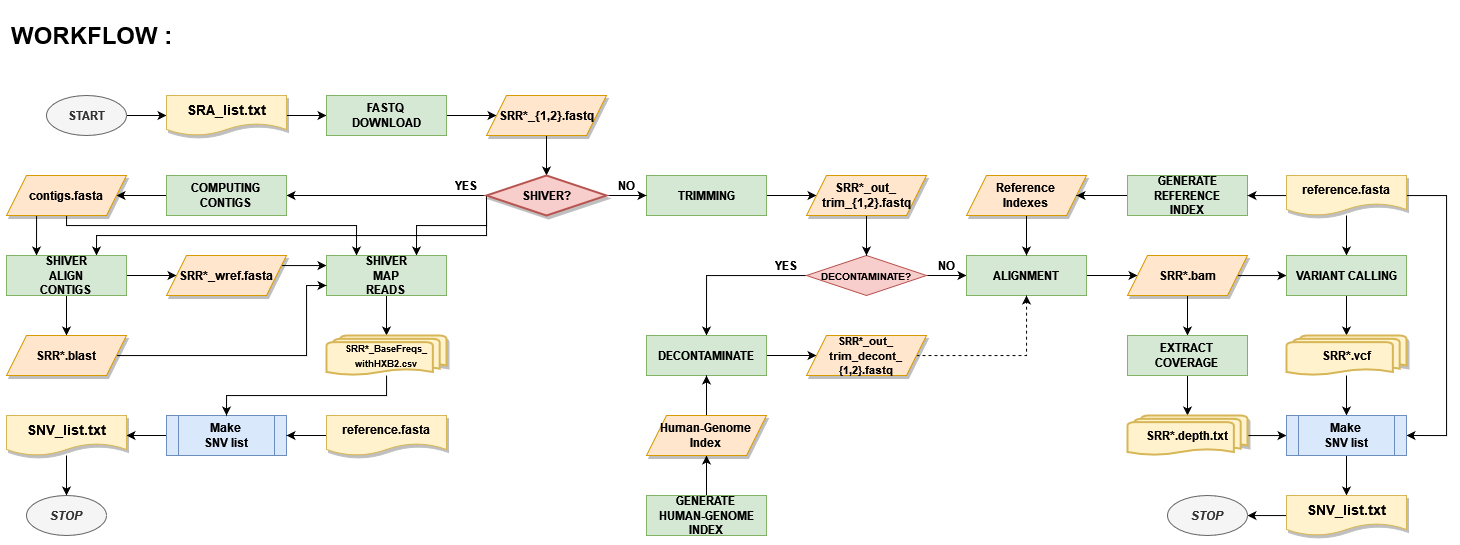 WORKFLOW :
START
SRA_list.txt
FASTQ
DOWNLOAD
SRR*_{1,2}.fastq
contigs.fasta
COMPUTING
CONTIGS
YES
SHIVER?
NO
TRIMMING
SRR*_out_
trim_{1,2}.fastq
Reference
Indexes
GENERATE
REFERENCE
INDEX
reference.fasta
SHIVER
ALIGN
CONTIGS
SRR*_wref.fasta
SHIVER
MAP
READS
YES
DECONTAMINATE?
NO
ALIGNMENT
SRR*.bam
VARIANT CALLING
SRR*.blast
SRR*_BaseFreqs_
withHXB2.csv
DECONTAMINATE
SRR*_out_
trim_decont_
{1,2}.fastq
EXTRACT
COVERAGE
SRR*.vcf
SNV_list.txt
Make
SNV list
reference.fasta
Human-Genome
Index
SRR*.depth.txt
Make
SNV list
STOP
GENERATE
HUMAN-GENOME
INDEX
STOP
SNV_list.txt